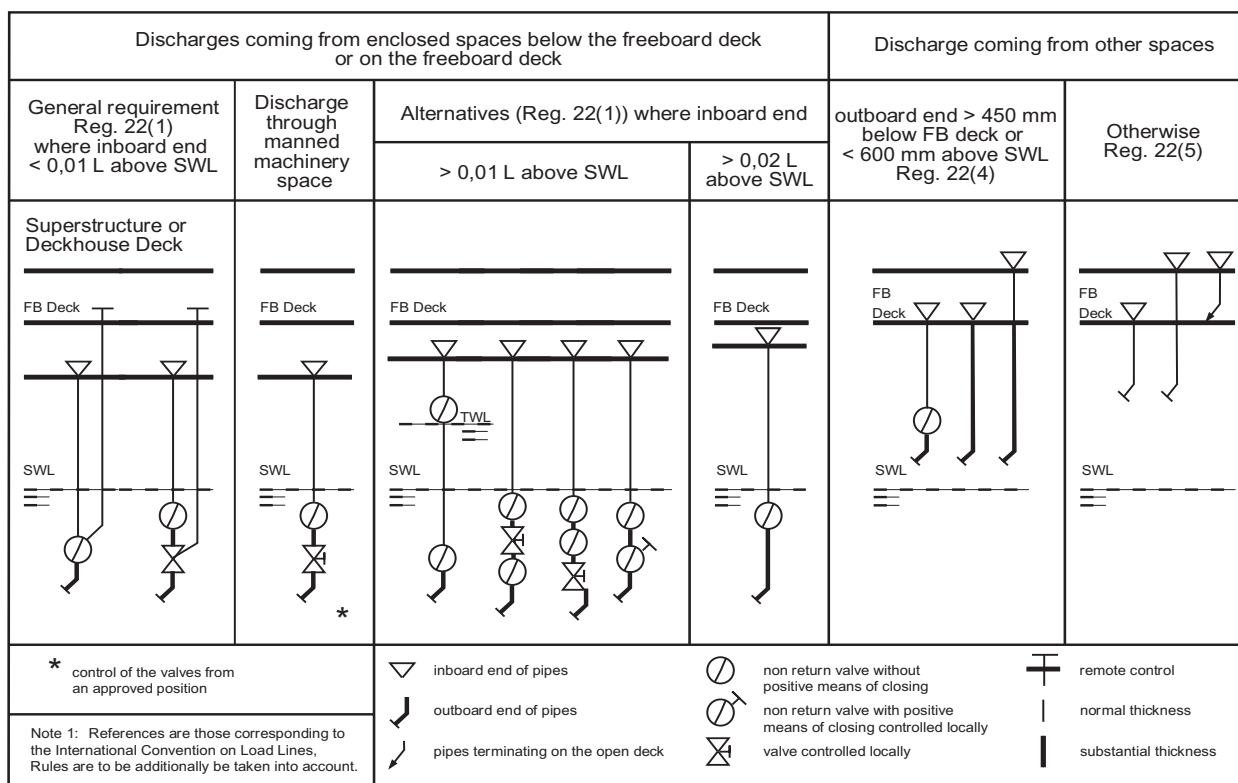 Discharges coming from enclosed spaces below the freeboard deck
or on the freeboard deck
Discharge coming from other spaces
General requirement
Reg. 22(1)
where inboard end
< 0,01 L above SWL
Discharge
through
manned
machinery
space
Alternatives (Reg. 22(1)) where inboard end
> 0,01 L above SWL
> 0,02 L
above SWL
outboard end > 450 mm
below FB deck or
< 600 mm above SWL
Reg. 22(4)
Otherwise
Reg. 22(5)
Superstructure or
Deckhouse Deck
FB Deck
FB Deck
FB Deck
FB Deck
FB
Deck
FB
Deck
TWL
SWL
SWL
SWL
SWL
SWL
SWL
*
* control of the valves from
an approved position
Note 1: References are those corresponding to
the International Convention on Load Lines,
Rules are to be additionally be taken into account.
inboard end of pipes
outboard end of pipes
pipes terminating on the open deck
non return valve without
positive means of closing
non return valve with positive
means of closing controlled locally
valve controlled locally
remote control
normal thickness
substantial thickness